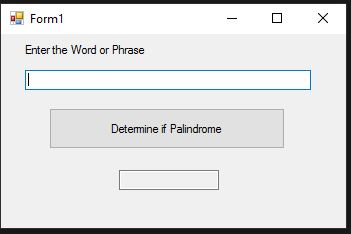 Form1
Enter the Word or Phrase
Determine if Palindrome